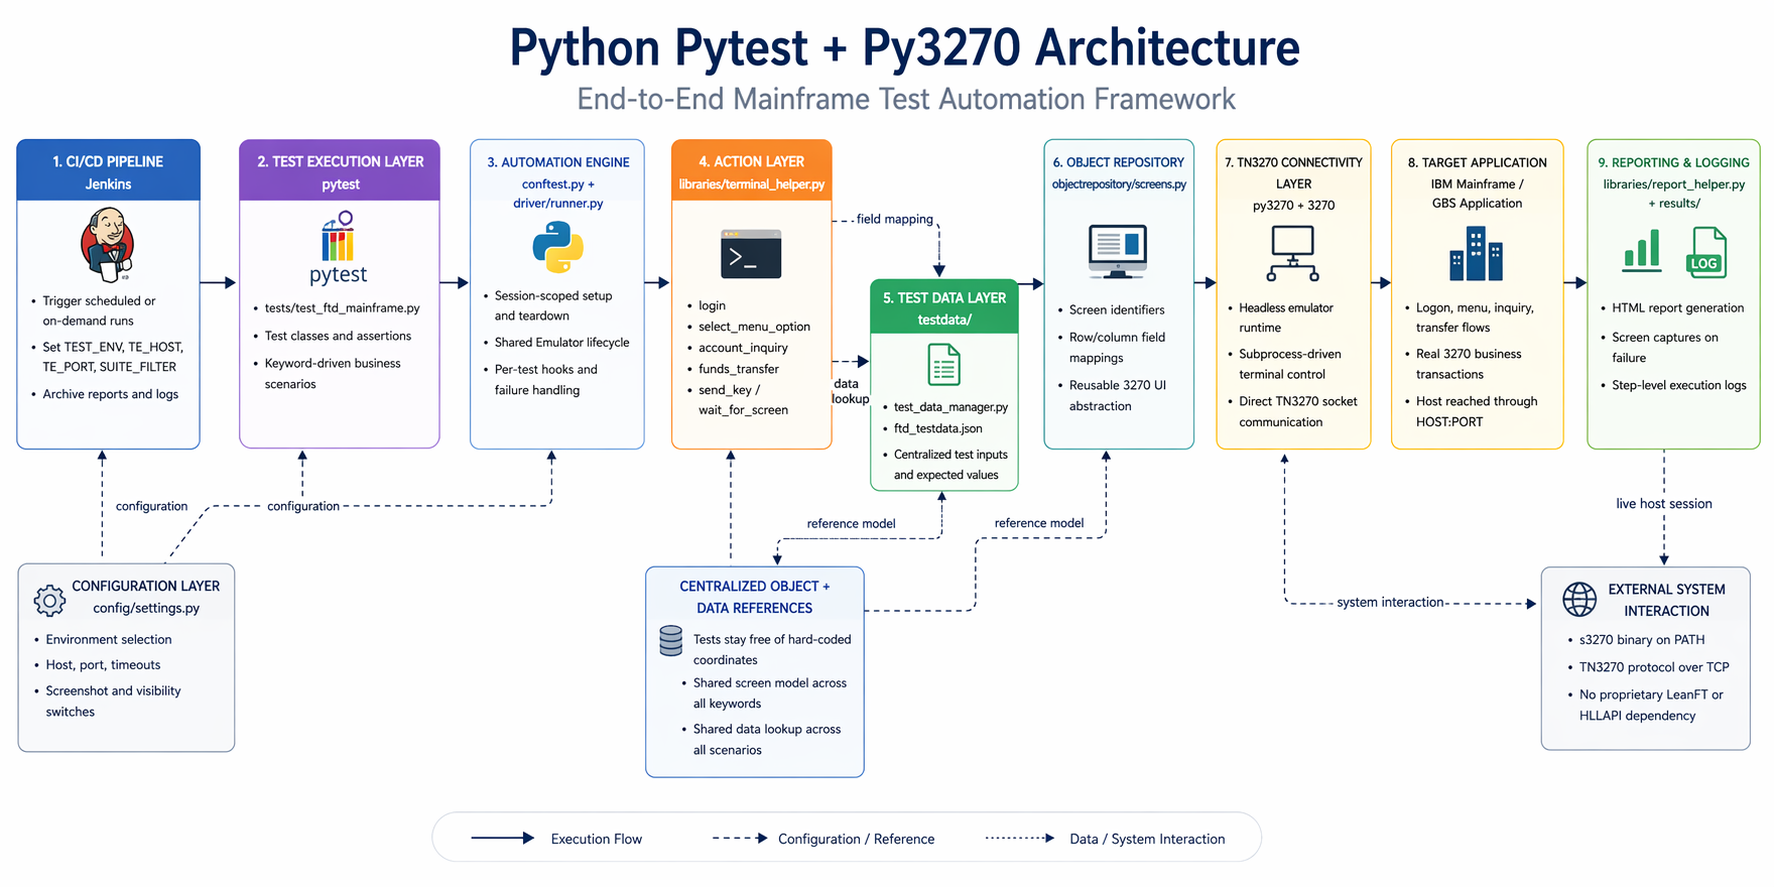 Python Pytest + Py3270 Architecture
End-to-End Mainframe Test Automation Framework
1. CI/CD PIPELINE
Jenkins
• Trigger scheduled or
on-demand runs
• Set TEST_ENV, TE_HOST,
TE_PORT, SUITE_FILTER
• Archive reports and logs
2. TEST EXECUTION LAYER
pytest
pytest
• tests/test_ftd_mainframe.py
• Test classes and assertions
• Keyword-driven business
scenarios
3. AUTOMATION ENGINE
conftest.py +
driver/runner.py
• Session-scoped setup
and teardown
• Shared Emulator lifecycle
• Per-test hooks and
failure handling
4. ACTION LAYER
libraries/terminal_helper.py
>_
• login
• select_menu_option
• account_inquiry
• funds_transfer
• send_key /
wait_for_screen
field mapping
data
lookup
5. TEST DATA LAYER
testdata/
• test_data_manager.py
• ftd_testdata.json
• Centralized test inputs
and expected values
6. OBJECT REPOSITORY
objectrepository/screens.py
• Screen identifiers
• Row/column field
mappings
• Reusable 3270 UI
abstraction
7. TN3270 CONNECTIVITY
LAYER
py3270 + 3270
• Headless emulator
runtime
• Subprocess-driven
terminal control
• Direct TN3270 socket
communication
8. TARGET APPLICATION
IBM Mainframe /
GBS Application
• Logon, menu, inquiry,
transfer flows
• Real 3270 business
transactions
• Host reached through
HOST:PORT
9. REPORTING & LOGGING
libraries/report_helper.py
+ results/
LOG
• HTML report generation
• Screen captures on
failure
• Step-level execution logs
configuration
configuration
reference model
reference model
live host session
system interaction
CONFIGURATION LAYER
config/settings.py
• Environment selection
• Host, port, timeouts
• Screenshot and visibility
switches
CENTRALIZED OBJECT +
DATA REFERENCES
Tests stay free of hard-coded
coordinates
• Shared screen model across
all keywords
• Shared data lookup across
all scenarios
EXTERNAL SYSTEM
INTERACTION
• s3270 binary on PATH
• TN3270 protocol over TCP
• No proprietary LeanFT or
HLLAPI dependency
Execution Flow
Configuration / Reference
Data / System Interaction